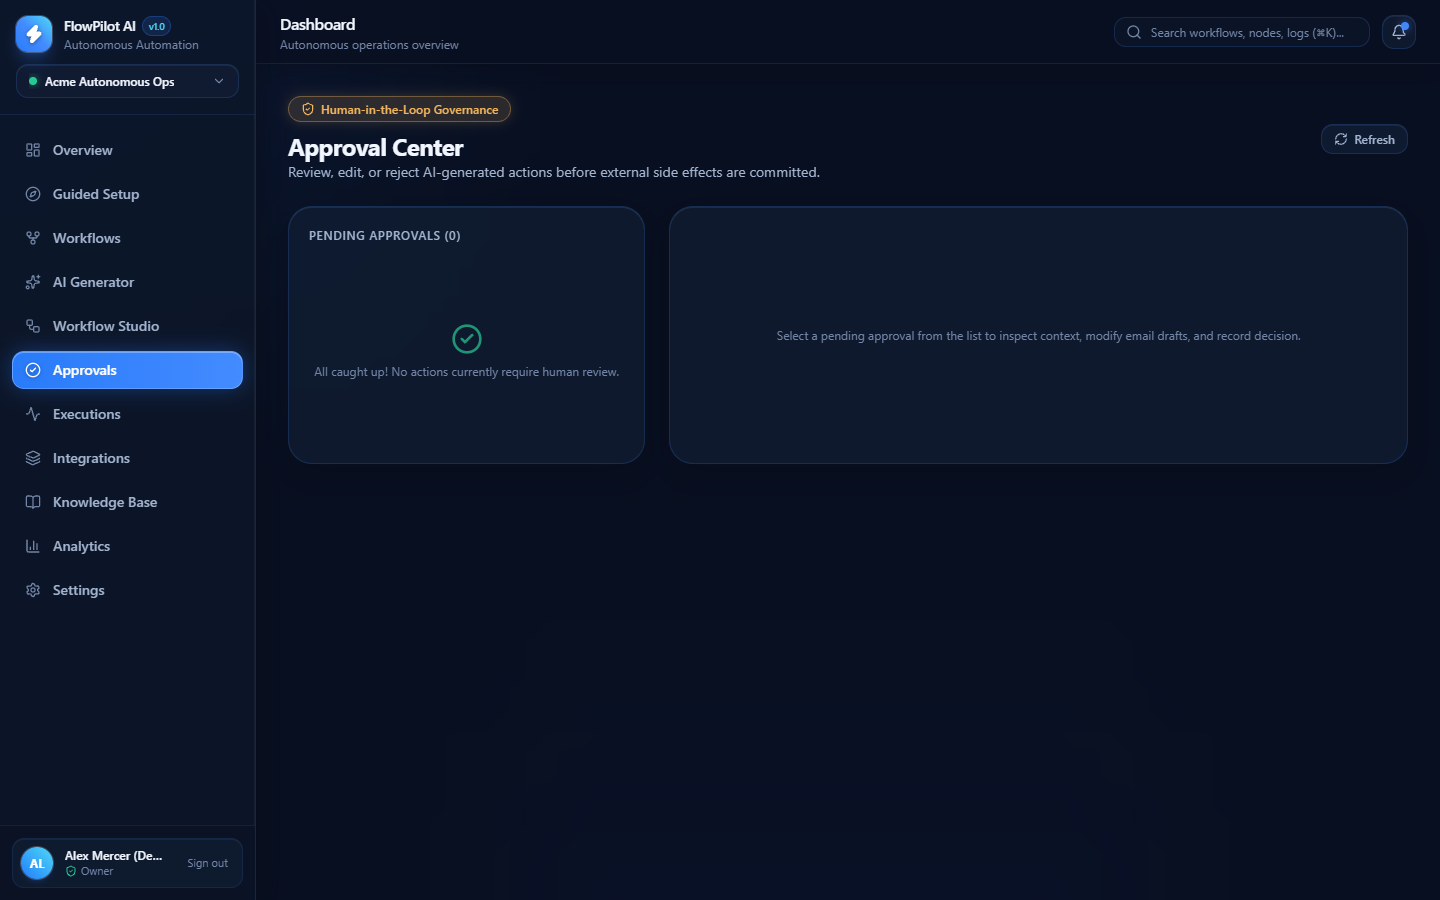 FlowPilot AI v1.0
Autonomous Automation
Acme Autonomous Ops
Overview
Guided Setup
Workflows
AI Generator
Workflow Studio
Approvals
Executions
Integrations
Knowledge Base
Analytics
Settings
AL
Alex Mercer (De...
Owner
Sign out
Dashboard
Autonomous operations overview
Search workflows, nodes, logs (⌘K)...
Human-in-the-Loop Governance
Approval Center
Review, edit, or reject AI-generated actions before external side effects are committed.
Refresh
PENDING APPROVALS (0)
All caught up! No actions currently require human review.
Select a pending approval from the list to inspect context, modify email drafts, and record decision.